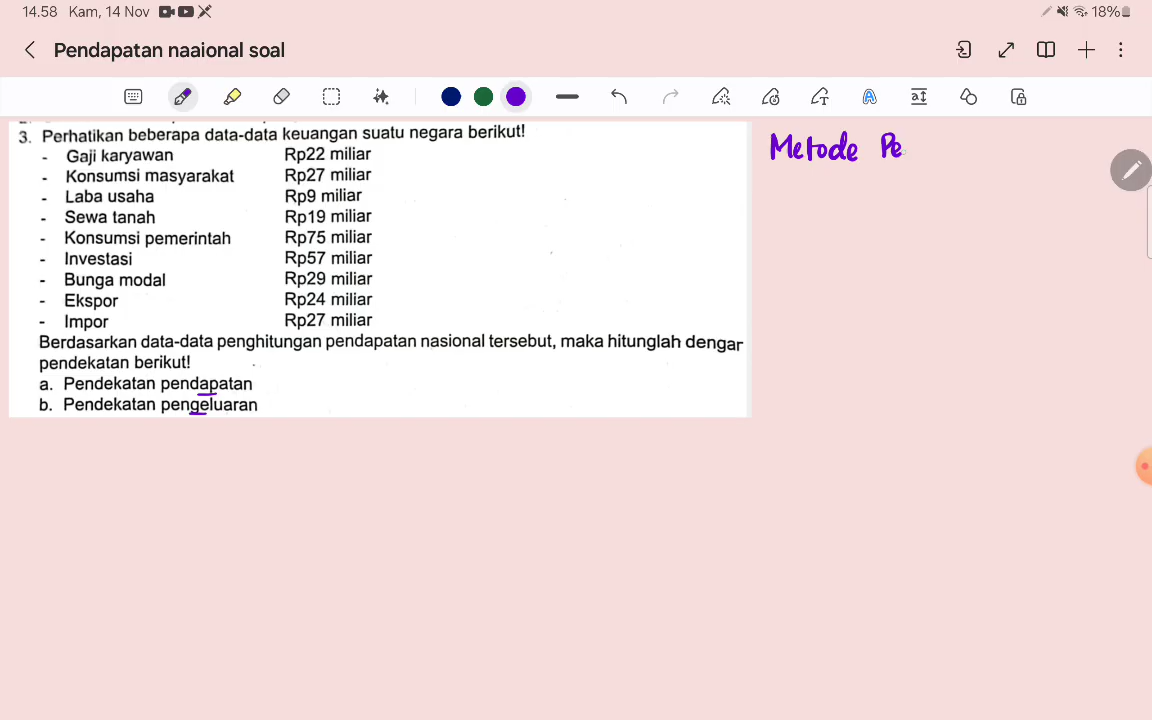 14.58 Kam, 14 Nov 18%
Pendapatan naaional soal
3. Perhatikan beberapa data-data keuangan suatu negara berikut!
- Gaji karyawan Rp22 miliar
- Konsumsi masyarakat Rp27 miliar
- Laba usaha Rp9 miliar
- Sewa tanah Rp19 miliar
- Konsumsi pemerintah Rp75 miliar
- Investasi Rp57 miliar
- Bunga modal Rp29 miliar
- Ekspor Rp24 miliar
- Impor Rp27 miliar
Berdasarkan data-data penghitungan pendapatan nasional tersebut, maka hitunglah dengar
pendekatan berikut!
a. Pendekatan pendapatan
b. Pendekatan pengeluaran
Metode Pe